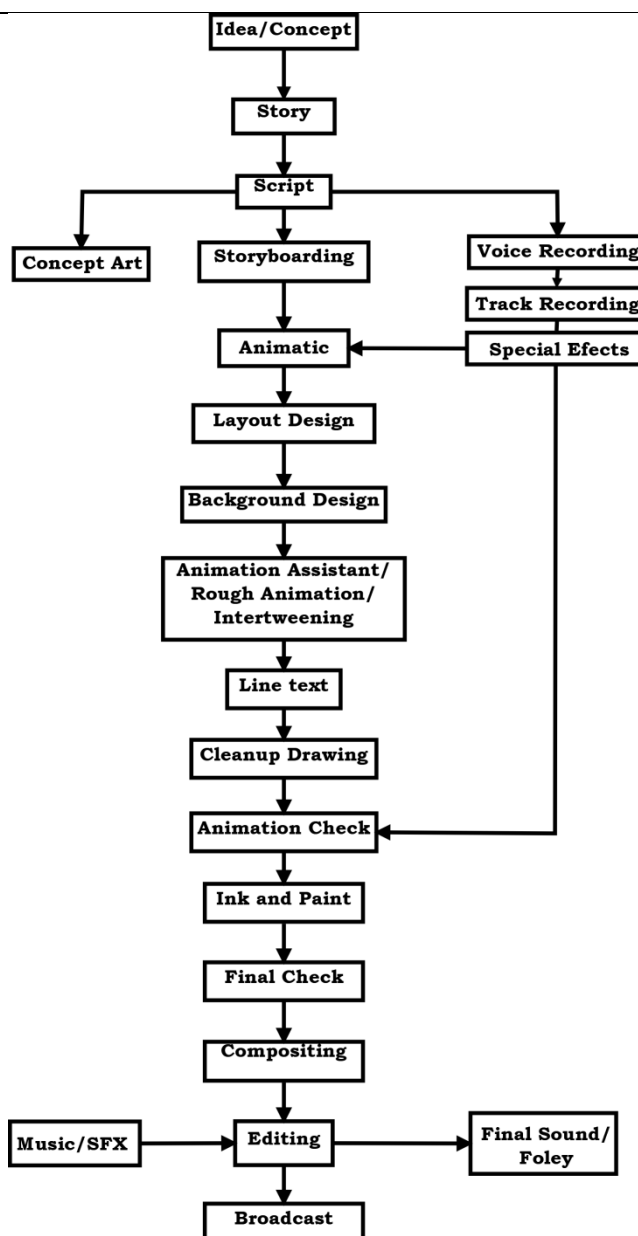 Idea/Concept
Story
Script
Concept Art
Storyboarding
Voice Recording
Track Recording
Animatic
Special Efects
Layout Design
Background Design
Animation Assistant/
Rough Animation/
Intertweening
Line text
Cleanup Drawing
Animation Check
Ink and Paint
Final Check
Compositing
Music/SFX
Editing
Final Sound/
Foley
Broadcast